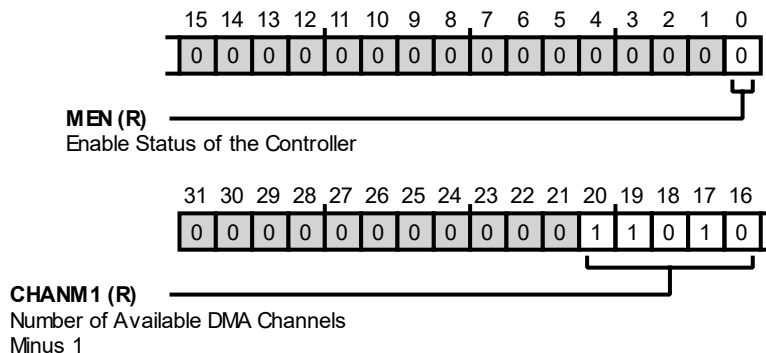 15 14 13 12 11 10 9 8 7 6 5 4 3 2 1 0
0 0 0 0 0 0 0 0 0 0 0 0 0 0 0 0
MEN (R)
Enable Status of the Controller
31 30 29 28 27 26 25 24 23 22 21 20 19 18 17 16
0 0 0 0 0 0 0 0 0 0 0 1 1 0 1 0
CHANM1 (R)
Number of Available DMA Channels
Minus 1